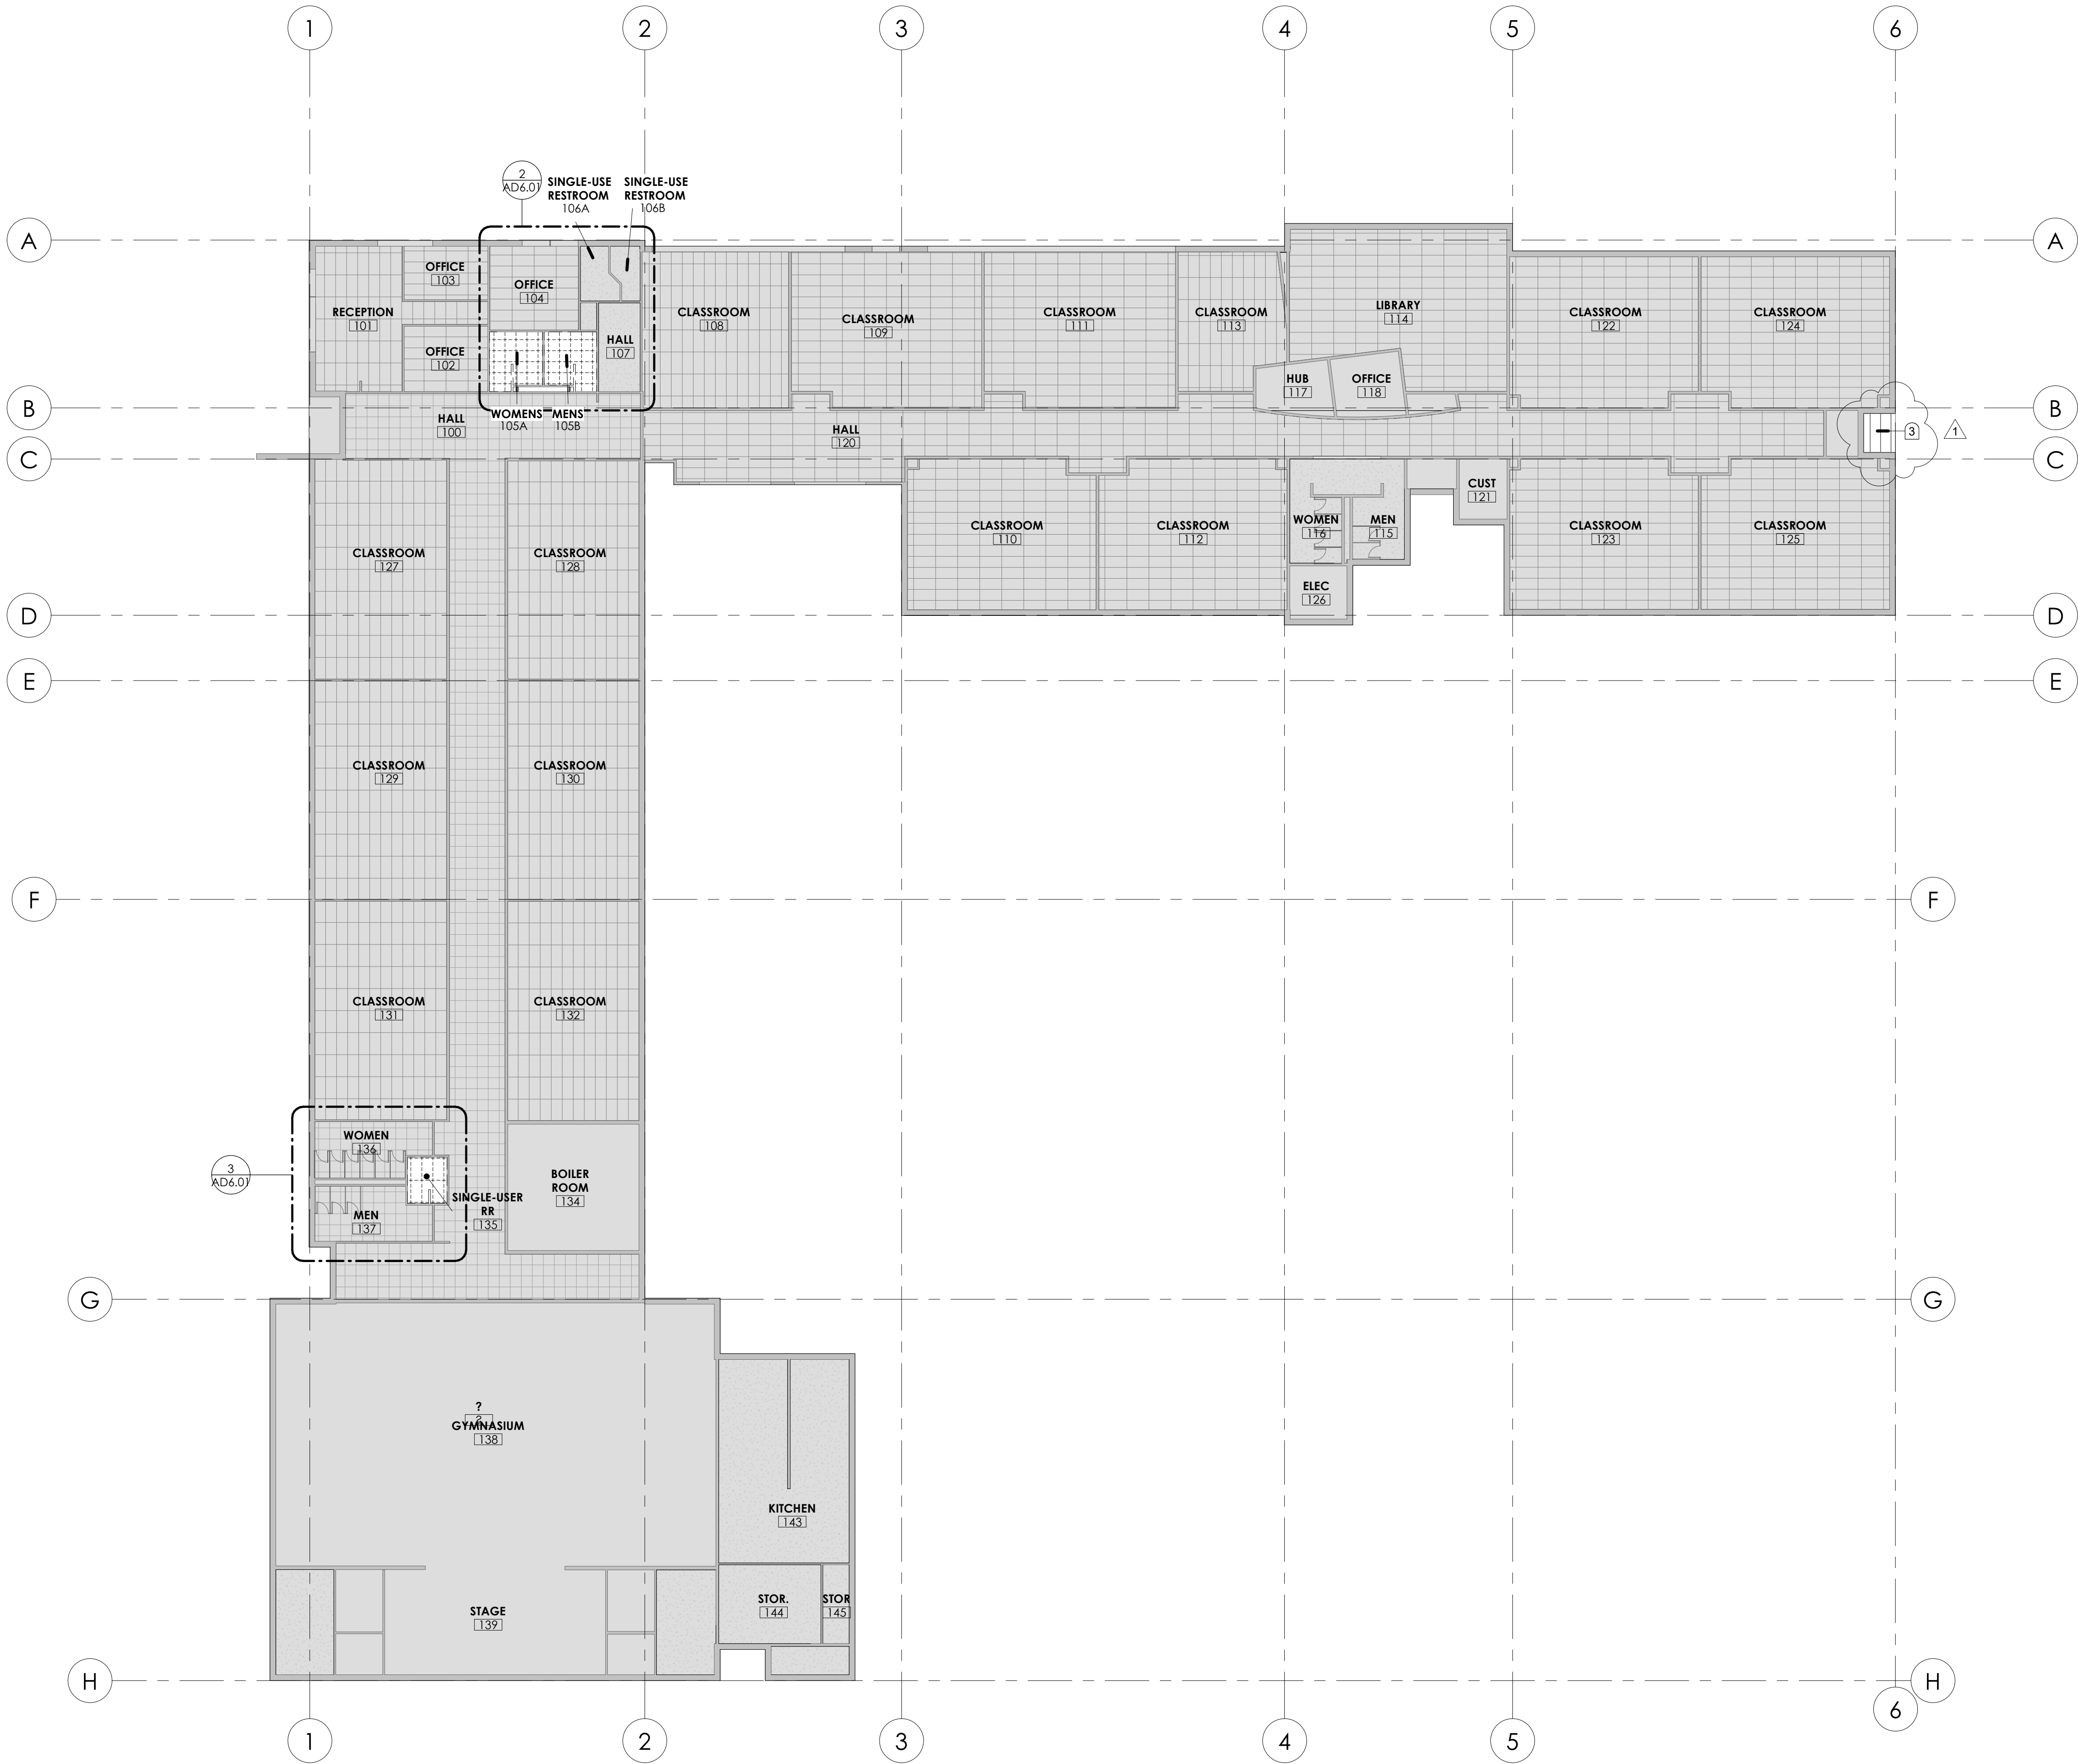 1 2 3 4 5 6
2
AD6.01
SINGLE-USE
RESTROOM
106A
SINGLE-USE
RESTROOM
106B
A A
OFFICE
103
OFFICE
104
RECEPTION
101
OFFICE
102
HALL
107
CLASSROOM
108
CLASSROOM
109
CLASSROOM
111
CLASSROOM
113
LIBRARY
114
CLASSROOM
122
CLASSROOM
124
HUB
117
OFFICE
118
B B
WOMENS
105A
MENS
105B
HALL
100
HALL
120
3
1
C C
CUST
121
WOMEN
116
MEN
115
CLASSROOM
110
CLASSROOM
112
CLASSROOM
123
CLASSROOM
125
CLASSROOM
127
CLASSROOM
128
ELEC
126
D D
E E
CLASSROOM
129
CLASSROOM
130
F F
CLASSROOM
131
CLASSROOM
132
WOMEN
136
3
AD6.01
SINGLE-USER
RR
135
MEN
137
BOILER
ROOM
134
G G
?
?
GYMNASIUM
138
KITCHEN
143
STAGE
139
STOR.
144
STOR
145
H H
1 2 3 4 5 6